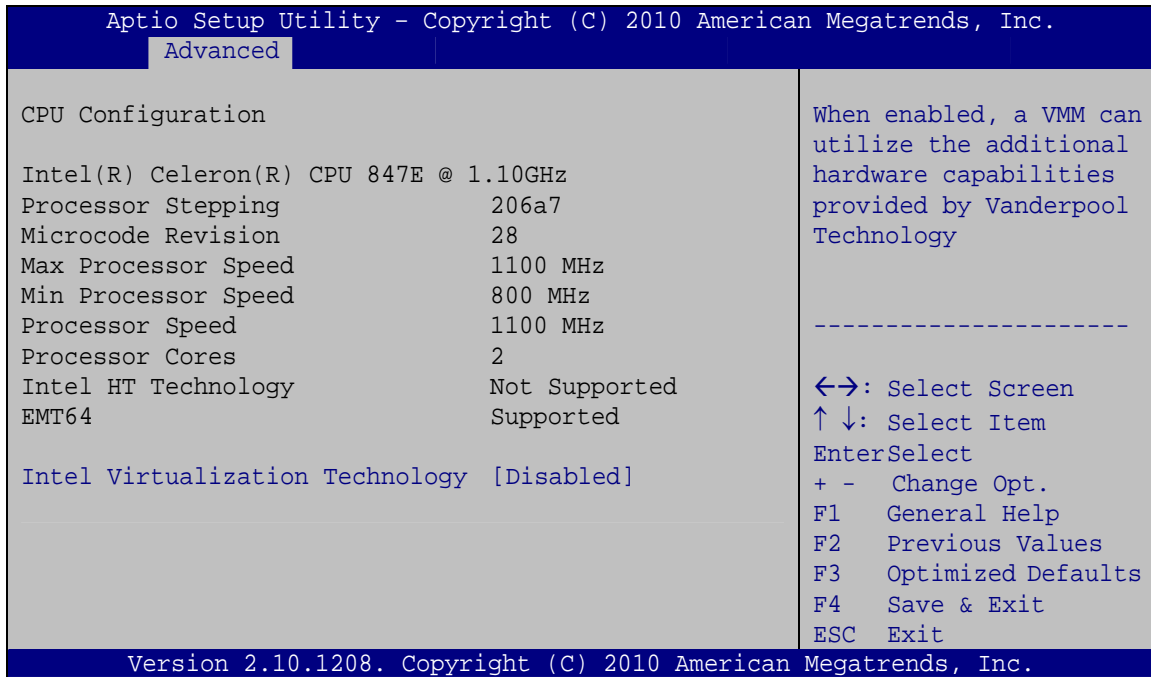 Aptio Setup Utility – Copyright (C) 2010 American Megatrends, Inc.
Advanced
CPU Configuration
Intel(R) Celeron(R) CPU 847E @ 1.10GHz
Processor Stepping 206a7
Microcode Revision 28
Max Processor Speed 1100 MHz
Min Processor Speed 800 MHz
Processor Speed 1100 MHz
Processor Cores 2
Intel HT Technology Not Supported
EMT64 Supported
Intel Virtualization Technology [Disabled]
When enabled, a VMM can
utilize the additional
hardware capabilities
provided by Vanderpool
Technology
----------------------
←→: Select Screen
↑ ↓: Select Item
EnterSelect
+ - Change Opt.
F1 General Help
F2 Previous Values
F3 Optimized Defaults
F4 Save & Exit
ESC Exit
Version 2.10.1208. Copyright (C) 2010 American Megatrends, Inc.